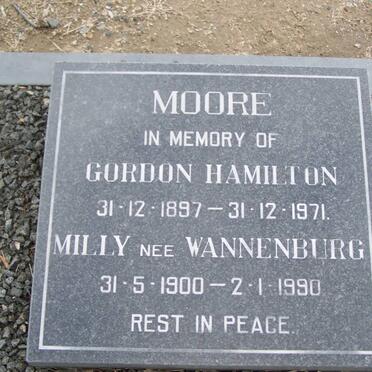 MOORE
IN MEMORY OF
GORDON HAMILTON
31·12·1897 — 31·12·1971.
MILLY NEE WANNENBURG
31·5·1900 — 2·1·1990
REST IN PEACE.